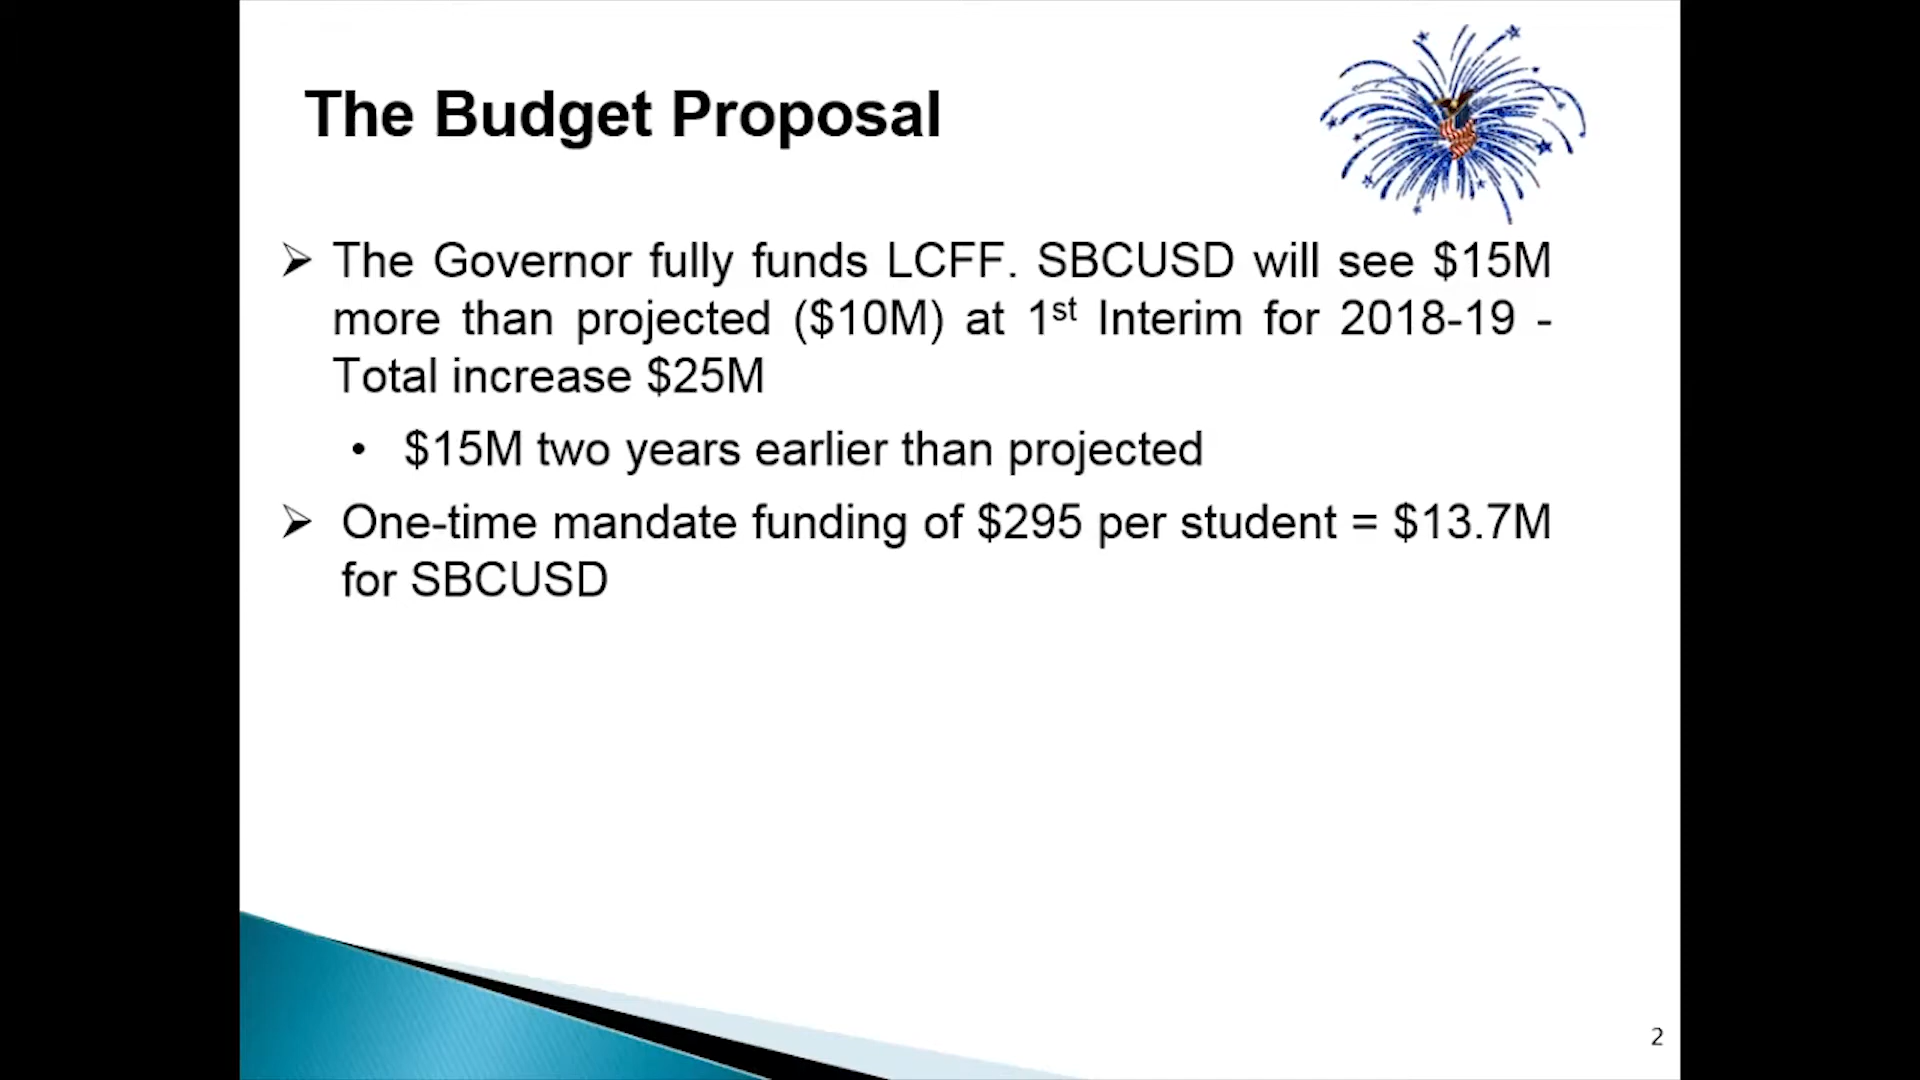 The Budget Proposal
➢ The Governor fully funds LCFF. SBCUSD will see $15M
more than projected ($10M) at 1st Interim for 2018-19 -
Total increase $25M
• $15M two years earlier than projected
➢ One-time mandate funding of $295 per student = $13.7M
for SBCUSD
2